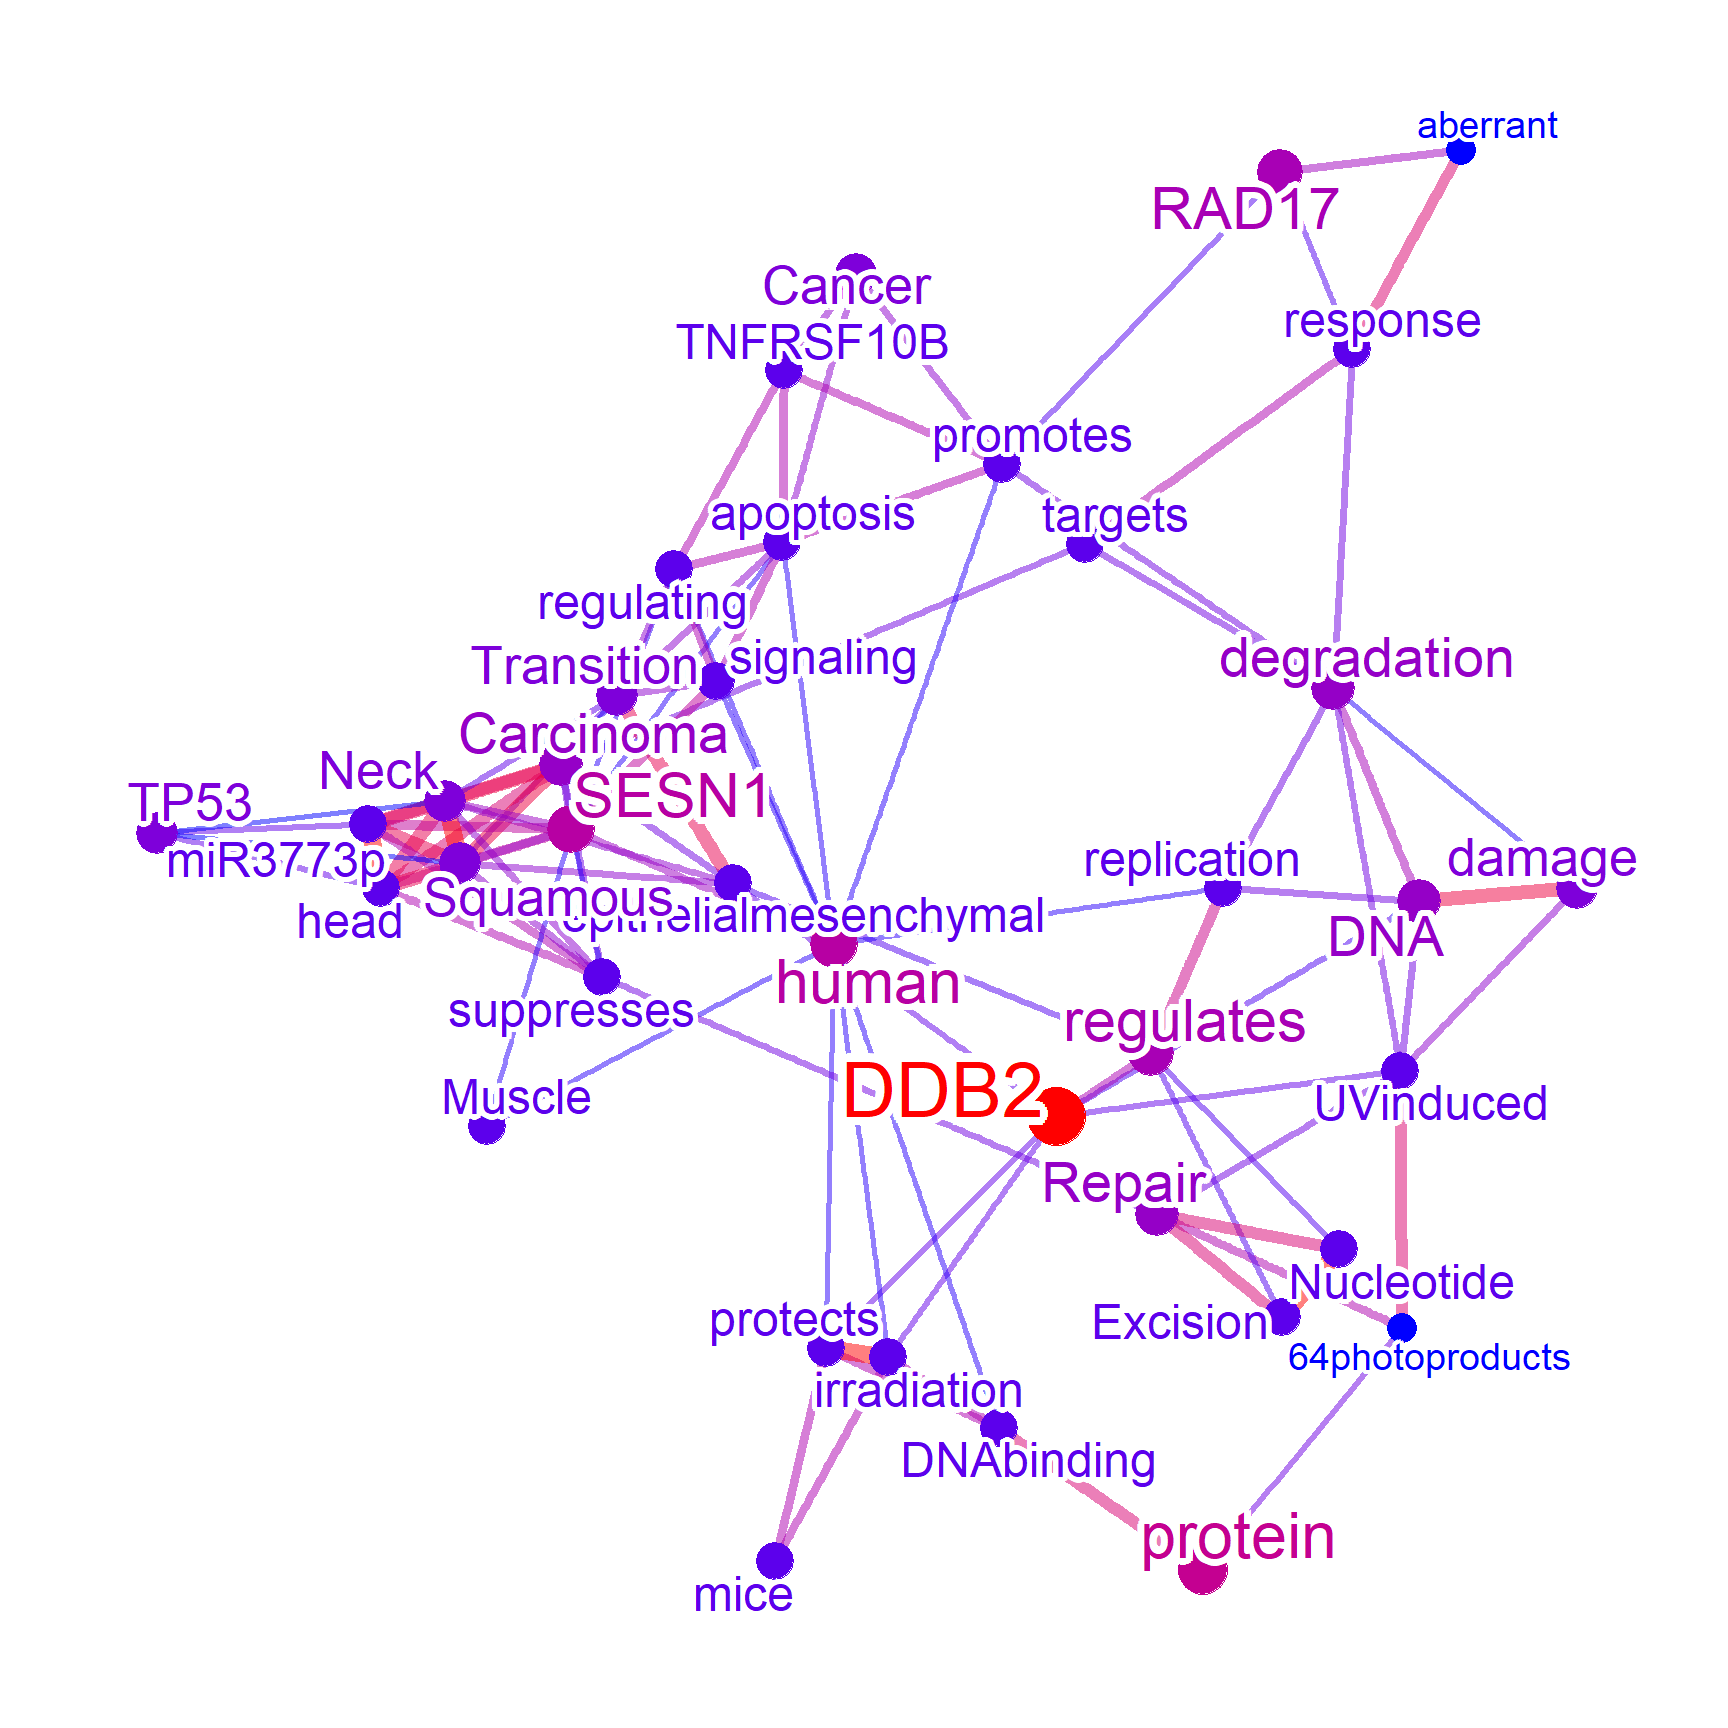 aberrant
RAD17
Cancer
response
TNFRSF10B
promotes
apoptosis
targets
regulating
Transition
signaling
degradation
Carcinoma
Neck
SESN1
TP53
miR3773p
replication
damage
Squamous
head
epithelialmesenchymal
DNA
human
suppresses
regulates
DDB2
Muscle
UVinduced
Repair
Nucleotide
protects
Excision
64photoproducts
irradiation
DNAbinding
protein
mice